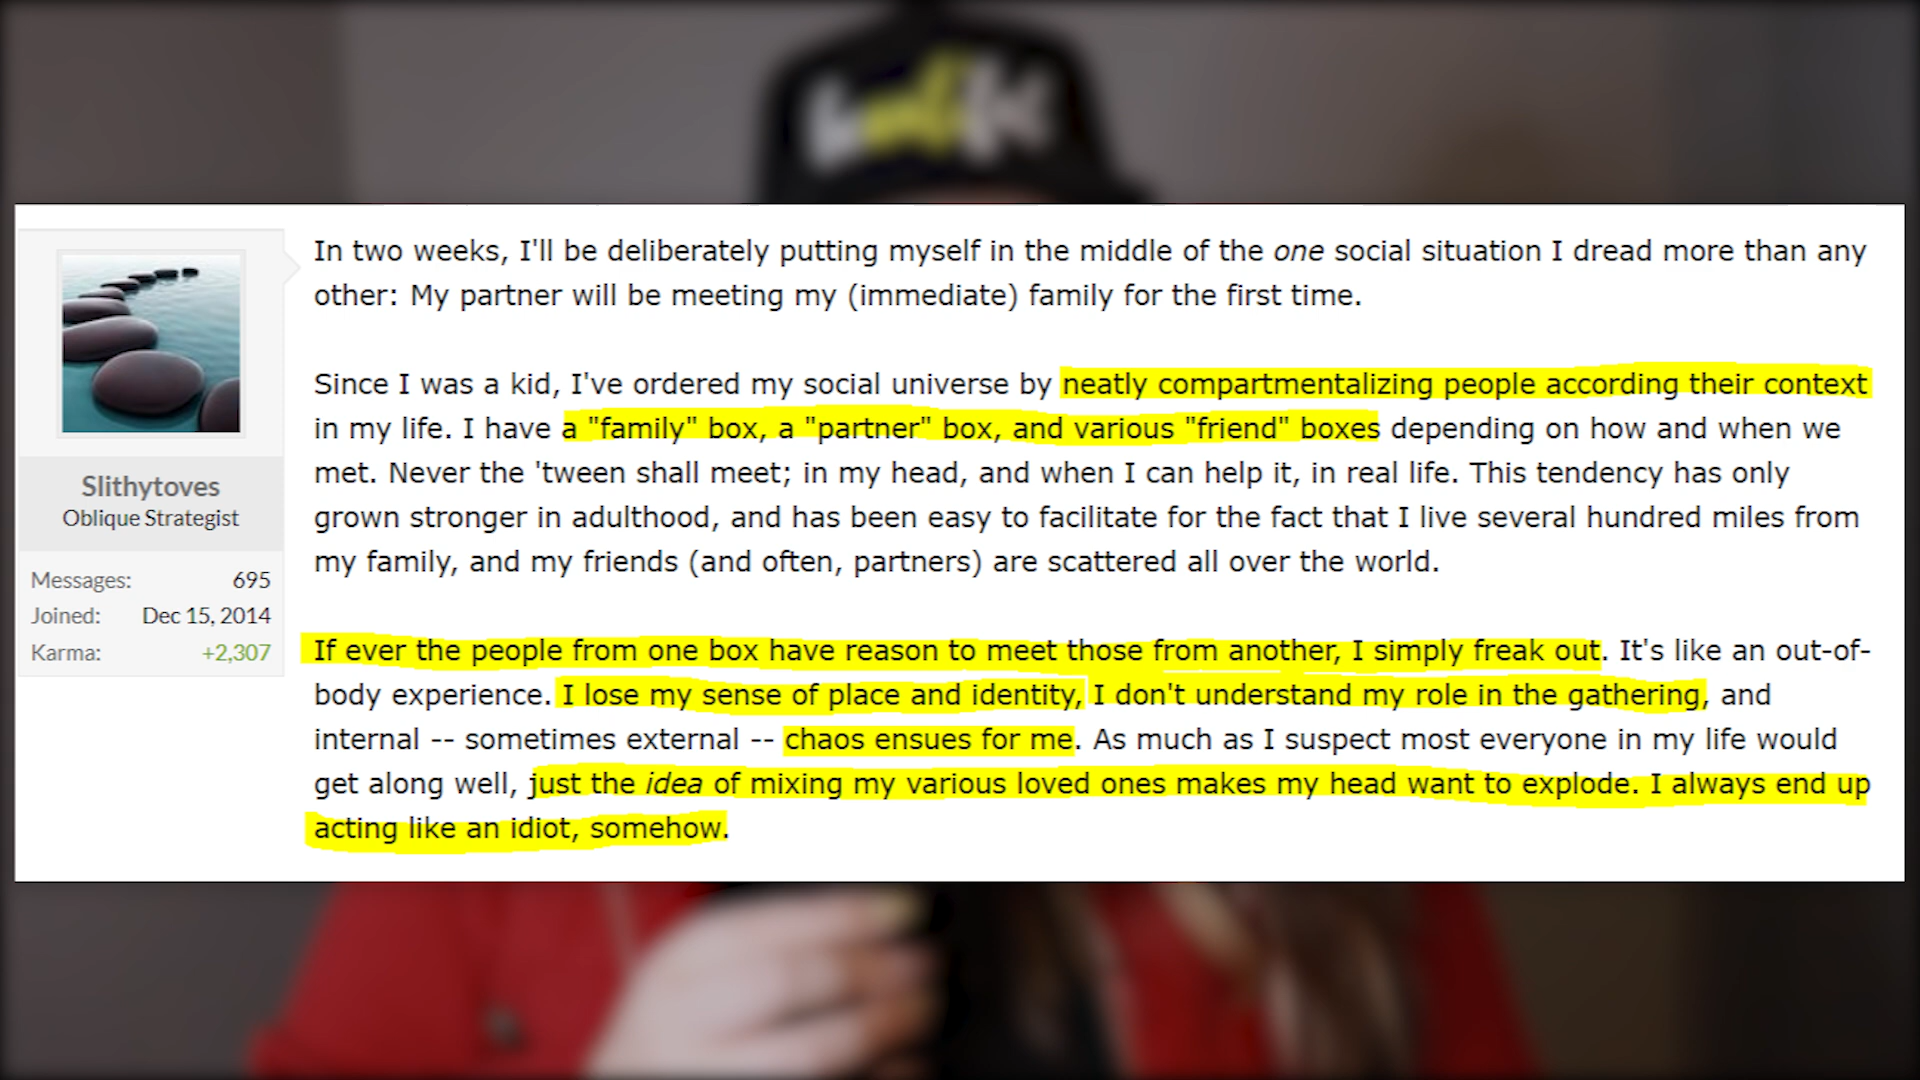 In two weeks, I'll be deliberately putting myself in the middle of the one social situation I dread more than any
other: My partner will be meeting my (immediate) family for the first time.
Since I was a kid, I've ordered my social universe by neatly compartmentalizing people according their context
in my life. I have a "family" box, a "partner" box, and various "friend" boxes depending on how and when we
met. Never the 'tween shall meet; in my head, and when I can help it, in real life. This tendency has only
grown stronger in adulthood, and has been easy to facilitate for the fact that I live several hundred miles from
my family, and my friends (and often, partners) are scattered all over the world.
If ever the people from one box have reason to meet those from another, I simply freak out. It's like an out-of-
body experience. I lose my sense of place and identity, I don't understand my role in the gathering, and
internal -- sometimes external -- chaos ensues for me. As much as I suspect most everyone in my life would
get along well, just the idea of mixing my various loved ones makes my head want to explode. I always end up
acting like an idiot, somehow.
Slithytoves
Oblique Strategist
Messages: 695
Joined: Dec 15, 2014
Karma: +2,307